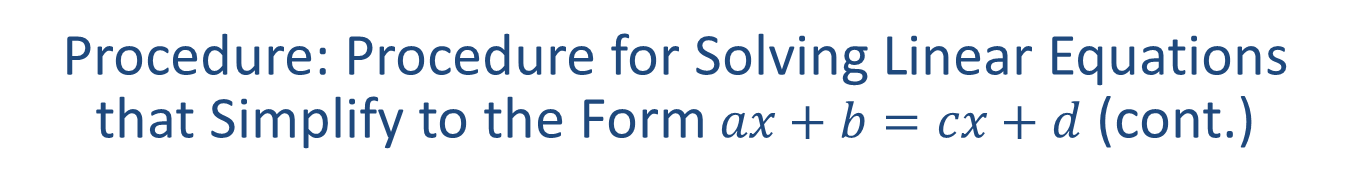 Procedure: Procedure for Solving Linear Equations
that Simplify to the Form ax + b = cx + d (cont.)